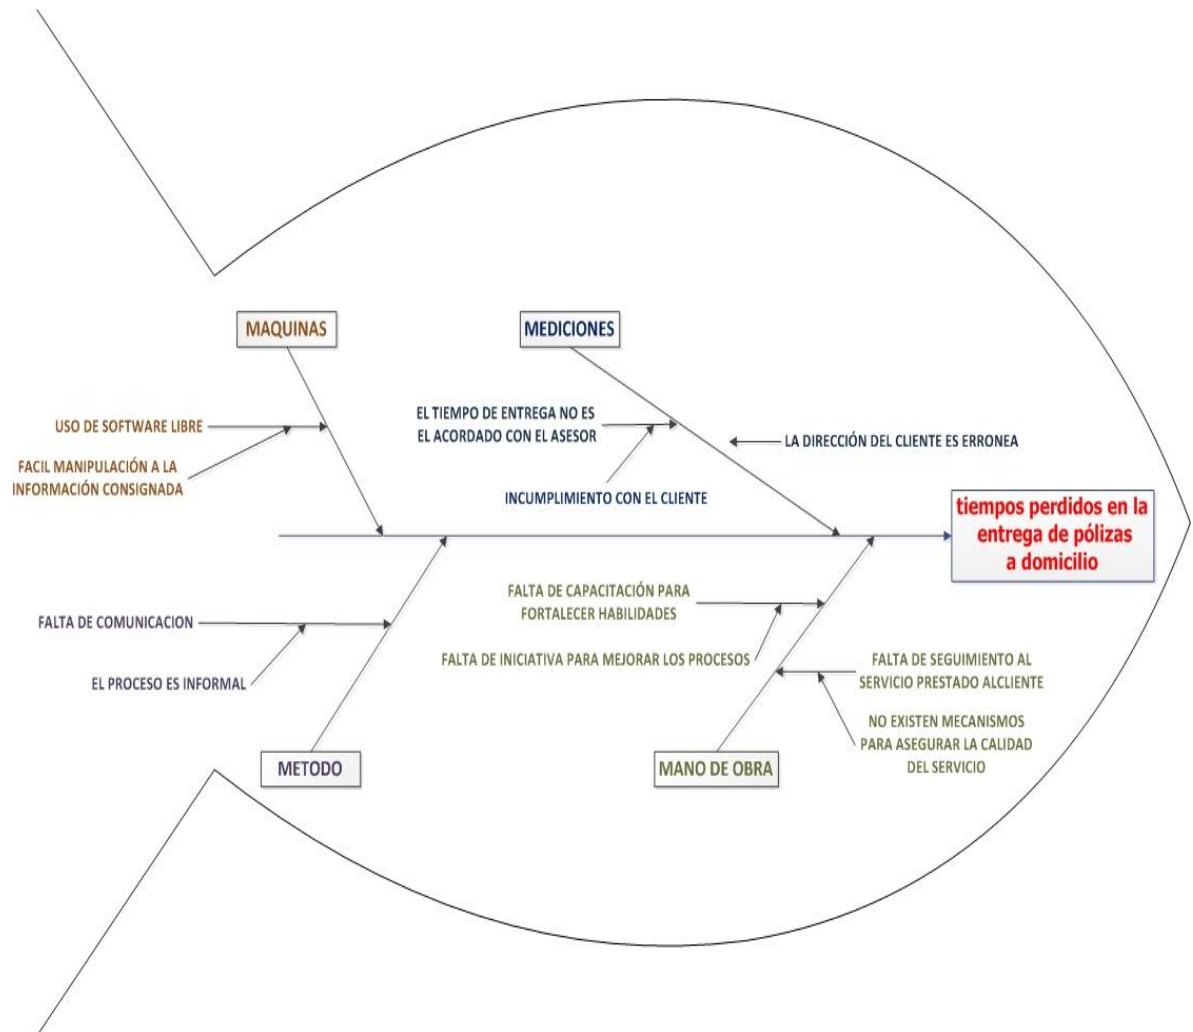 MAQUINAS
MEDICIONES
USO DE SOFTWARE LIBRE
FACIL MANIPULACIÓN A LA
INFORMACIÓN CONSIGNADA
EL TIEMPO DE ENTREGA NO ES
EL ACORDADO CON EL ASESOR
LA DIRECCIÓN DEL CLIENTE ES ERRONEA
INCUMPLIMIENTO CON EL CLIENTE
tiempos perdidos en la
entrega de pólizas
a domicilio
FALTA DE COMUNICACION
EL PROCESO ES INFORMAL
FALTA DE CAPACITACIÓN PARA
FORTALECER HABILIDADES
FALTA DE INICIATIVA PARA MEJORAR LOS PROCESOS
FALTA DE SEGUIMIENTO AL
SERVICIO PRESTADO ALCLIENTE
NO EXISTEN MECANISMOS
PARA ASEGURAR LA CALIDAD
DEL SERVICIO
METODO
MANO DE OBRA